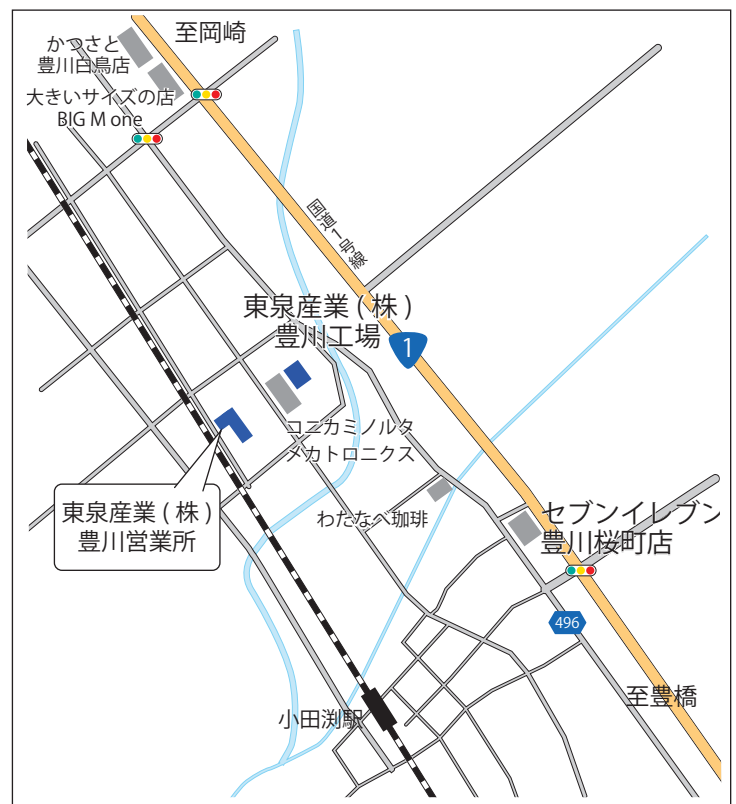 至岡崎
かつさと
豊川白鳥店
大きいサイズの店
BIG M one
国道1号線
東泉産業(株)
豊川工場
1
コニカミノルタ
メカトロニクス
東泉産業(株)
豊川営業所
わたなべ珈琲
セブンイレブン
豊川桜町店
496
至豊橋
小田渕駅